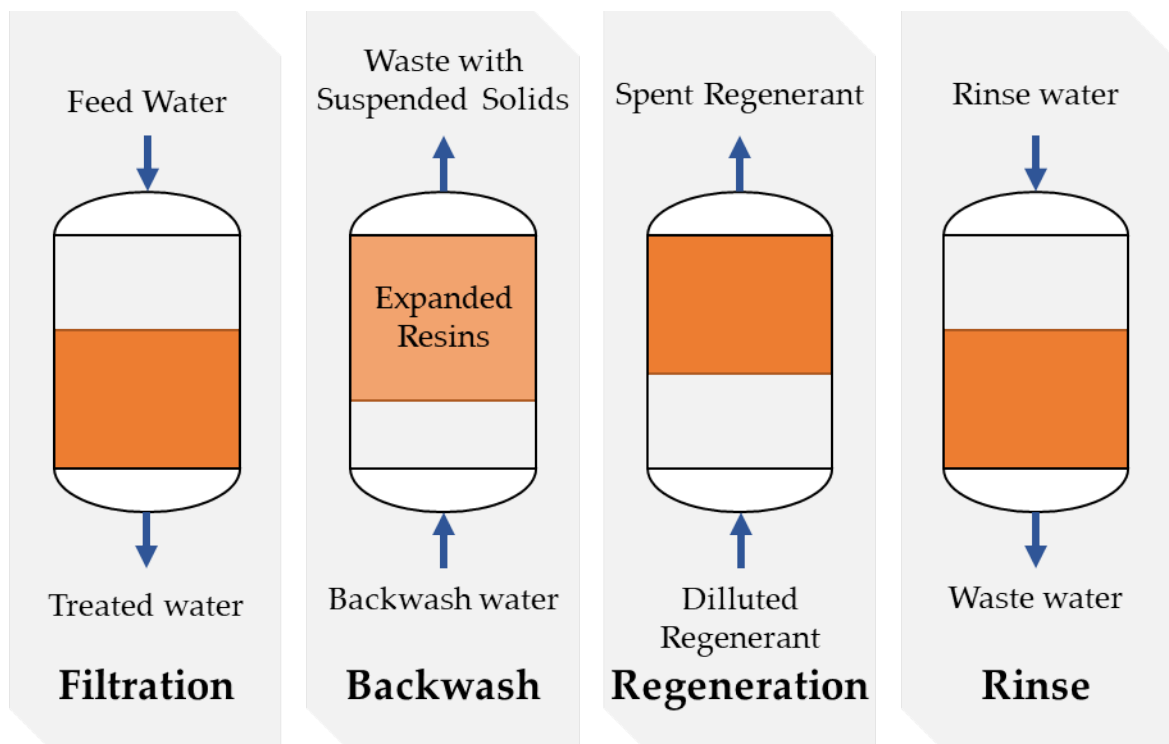 Feed Water
Treated water
Filtration
Waste with
Suspended Solids
Expanded
Resins
Backwash water
Backwash
Spent Regenerant
Dilluted
Regenerant
Regeneration
Rinse water
Waste water
Rinse